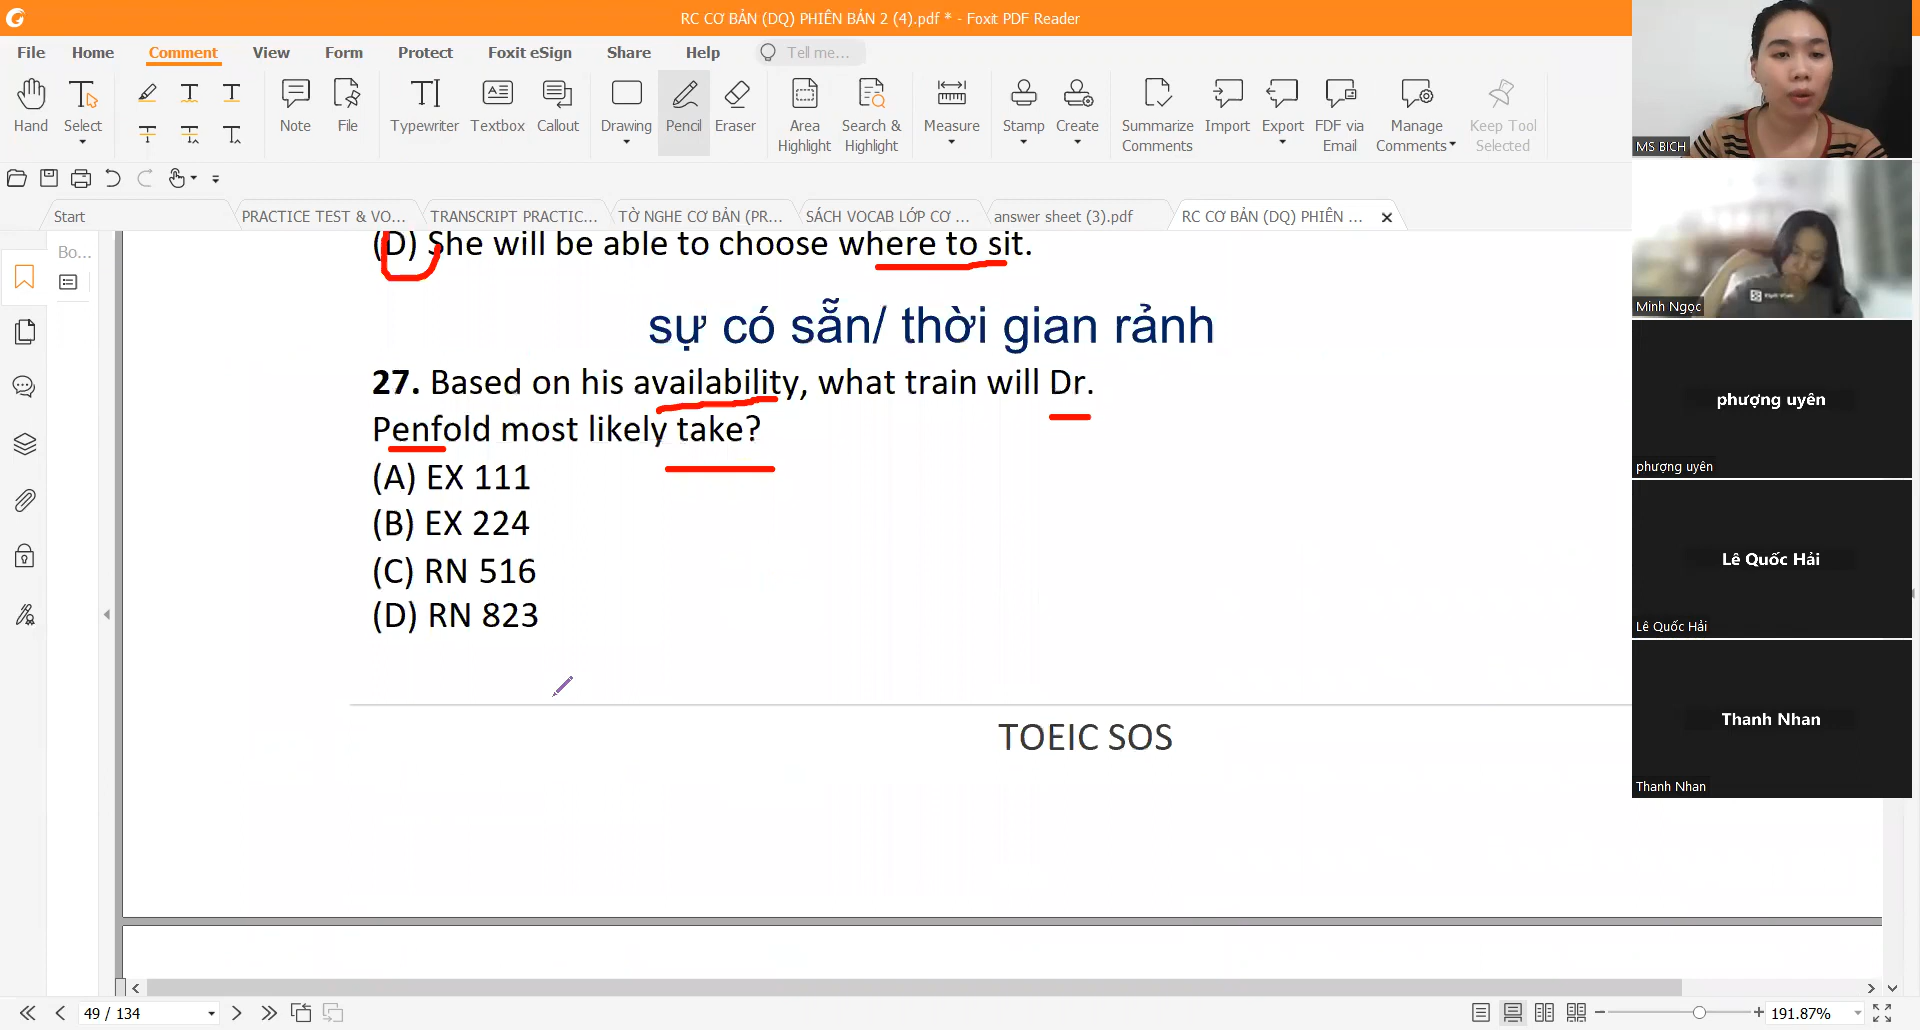 RC CƠ BẢN (DQ) PHIÊN BẢN 2 (4).pdf * - Foxit PDF Reader
File Home Comment View Form Protect Foxit eSign Share Help Tell me...
Hand Select Note File Typewriter Textbox Callout Drawing Pencil Eraser Area Highlight Search & Highlight Measure Stamp Create Summarize Comments Import Export FDF via Email Manage Comments Keep Tool Selected
Start PRACTICE TEST & VO... TRANSCRIPT PRACTIC... TỜ NGHE CƠ BẢN (PR... SÁCH VOCAB LỚP CƠ ... answer sheet (3).pdf RC CƠ BẢN (DQ) PHIÊN ...
Bo...
(D) She will be able to choose where to sit.
sự có sẵn/ thời gian rảnh
27. Based on his availability, what train will Dr.
Penfold most likely take?
(A) EX 111
(B) EX 224
(C) RN 516
(D) RN 823
TOEIC SOS
MS BICH
Minh Ngọc
phượng uyên
phượng uyên
Lê Quốc Hải
Lê Quốc Hải
Thanh Nhan
Thanh Nhan
49 / 134
191.87%